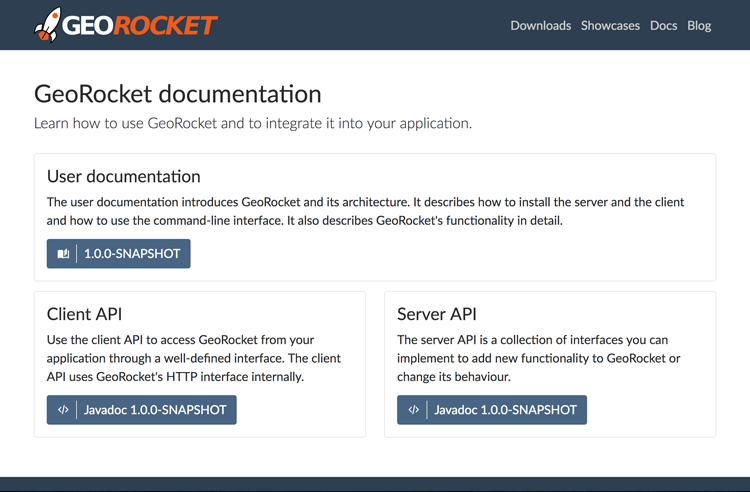 GEOROCKET
Downloads Showcases Docs Blog
GeoRocket documentation
Learn how to use GeoRocket and to integrate it into your application.
User documentation
The user documentation introduces GeoRocket and its architecture. It describes how to install the server and the client
and how to use the command-line interface. It also describes GeoRocket's functionality in detail.
1.0.0-SNAPSHOT
Client API
Use the client API to access GeoRocket from your
application through a well-defined interface. The client
API uses GeoRocket's HTTP interface internally.
</> Javadoc 1.0.0-SNAPSHOT
Server API
The server API is a collection of interfaces you can
implement to add new functionality to GeoRocket or
change its behaviour.
</> Javadoc 1.0.0-SNAPSHOT